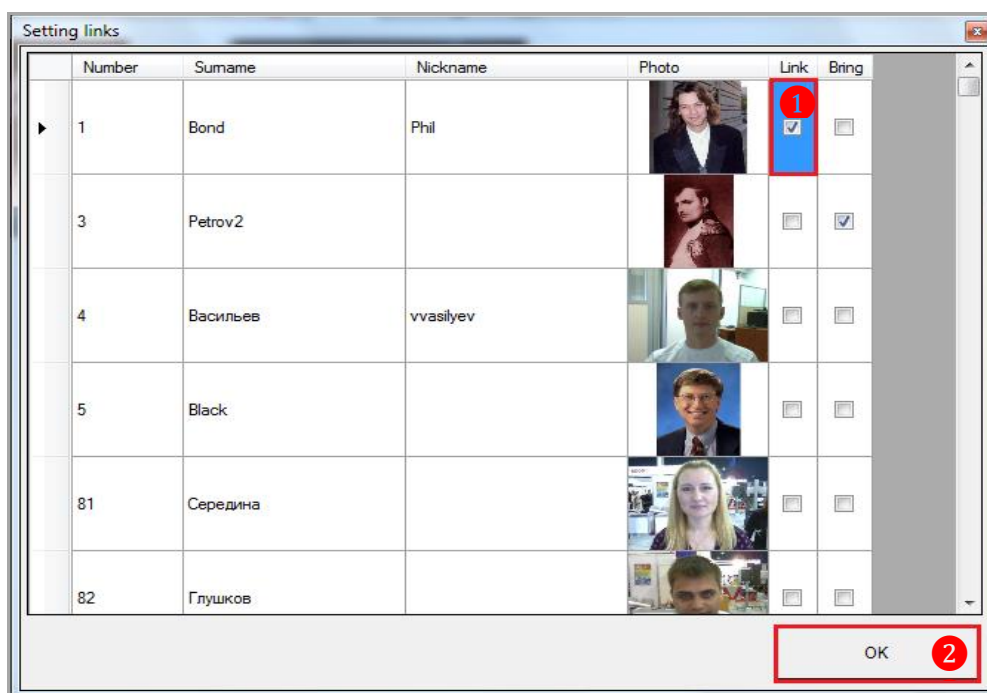 Setting links
Number Surname Nickname Photo Link Bring
1 Bond Phil
1
3 Petrov2
4 Васильев vvasilyev
5 Black
81 Середина
82 Глушков
OK 2